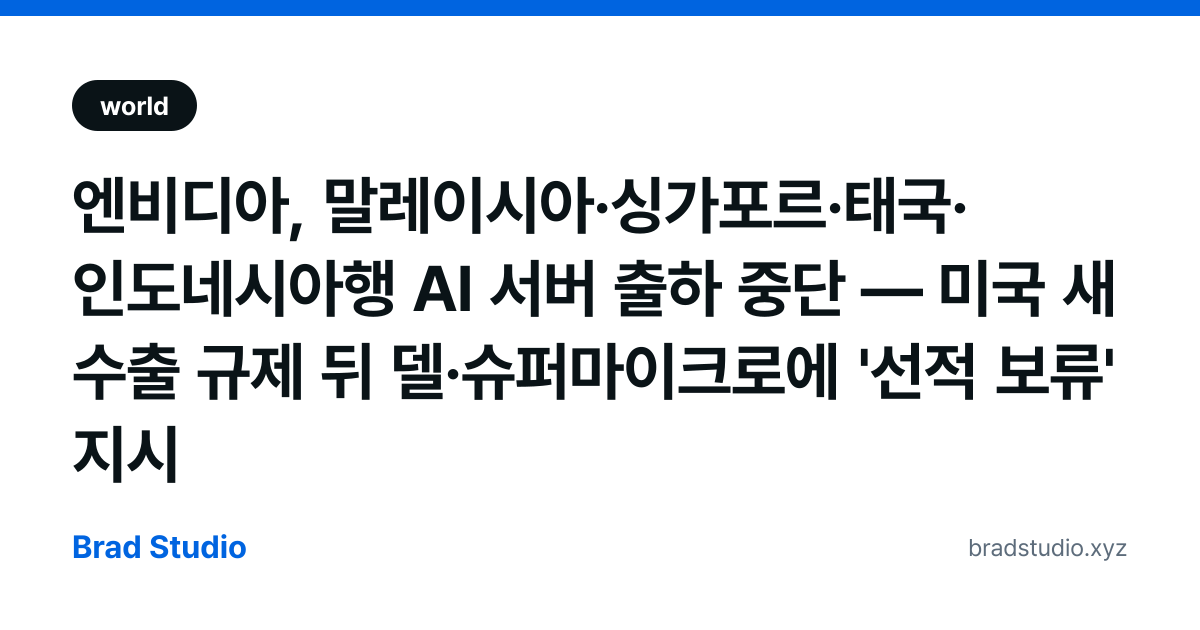 world
엔비디아, 말레이시아·싱가포르·태국·
인도네시아행 AI 서버 출하 중단 — 미국 새
수출 규제 뒤 델·슈퍼마이크로에 '선적 보류'
지시
Brad Studio
bradstudio.xyz